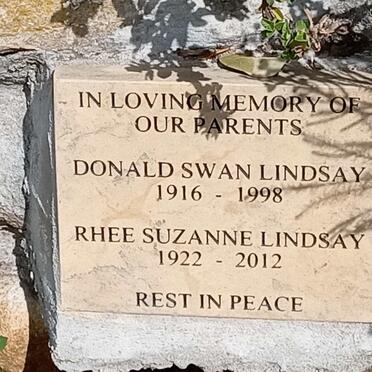 IN LOVING MEMORY OF
OUR PARENTS
DONALD SWAN LINDSAY
1916 - 1998
RHEE SUZANNE LINDSAY
1922 - 2012
REST IN PEACE